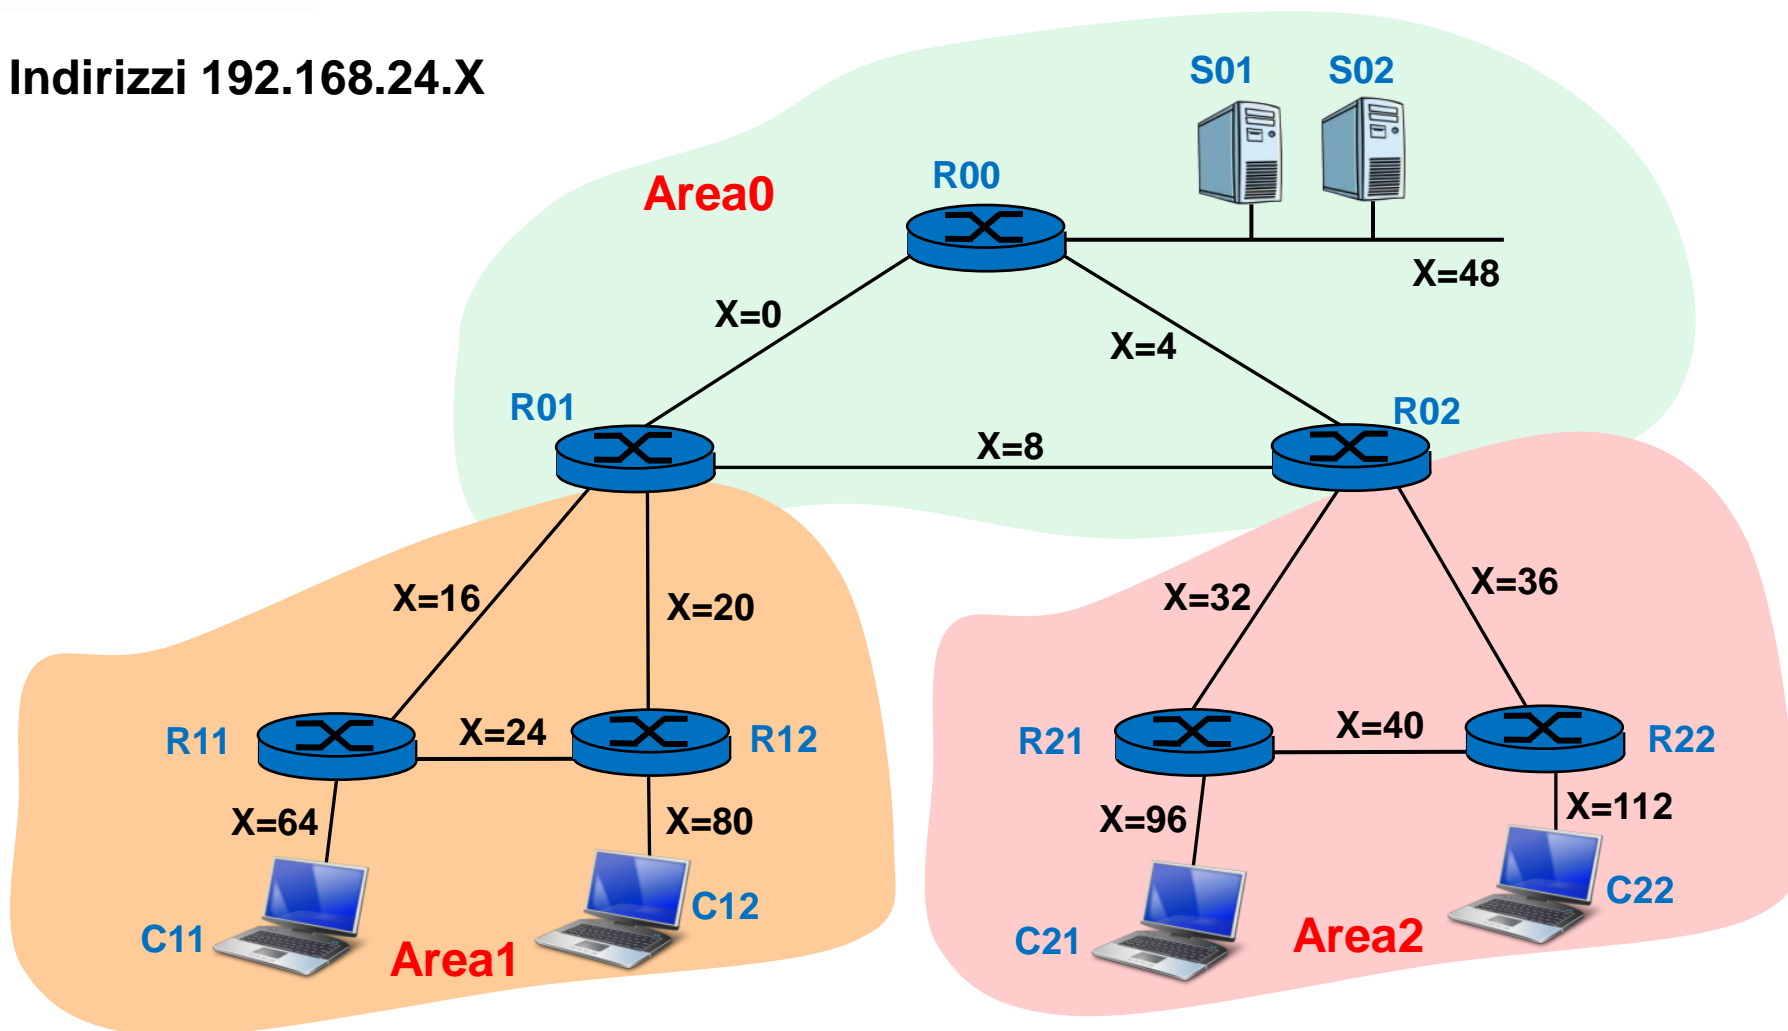 Indirizzi 192.168.24.X
S01
S02
R00
Area0
X=48
X=0
X=4
R01
R02
X=8
X=16
X=20
X=32
X=36
R11
X=24
R12
R21
X=40
R22
X=64
X=80
X=96
X=112
C11
C12
C21
C22
Area1
Area2